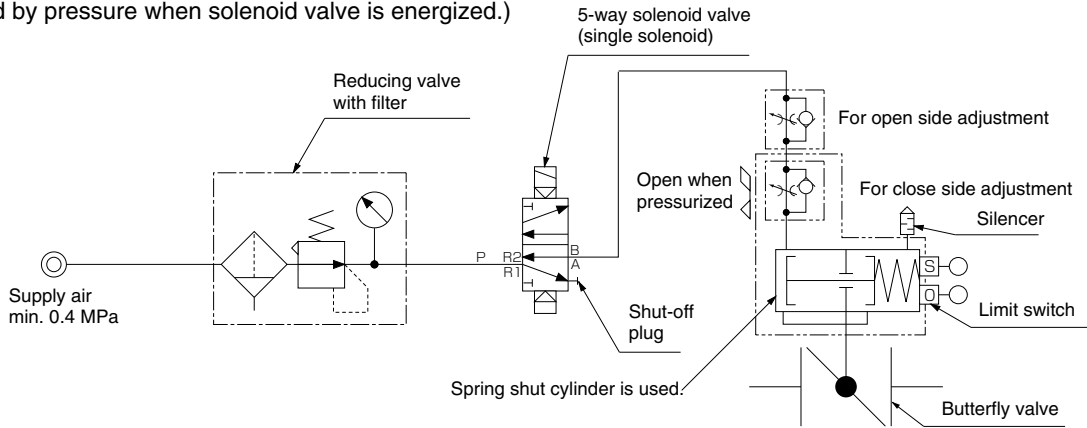 d by pressure when solenoid valve is energized.)
5-way solenoid valve
(single solenoid)
Reducing valve
with filter
For open side adjustment
Open when
pressurized
For close side adjustment
Silencer
P
R2
R1
B
A
S
O
Supply air
min. 0.4 MPa
Shut-off
plug
Limit switch
Spring shut cylinder is used.
Butterfly valve